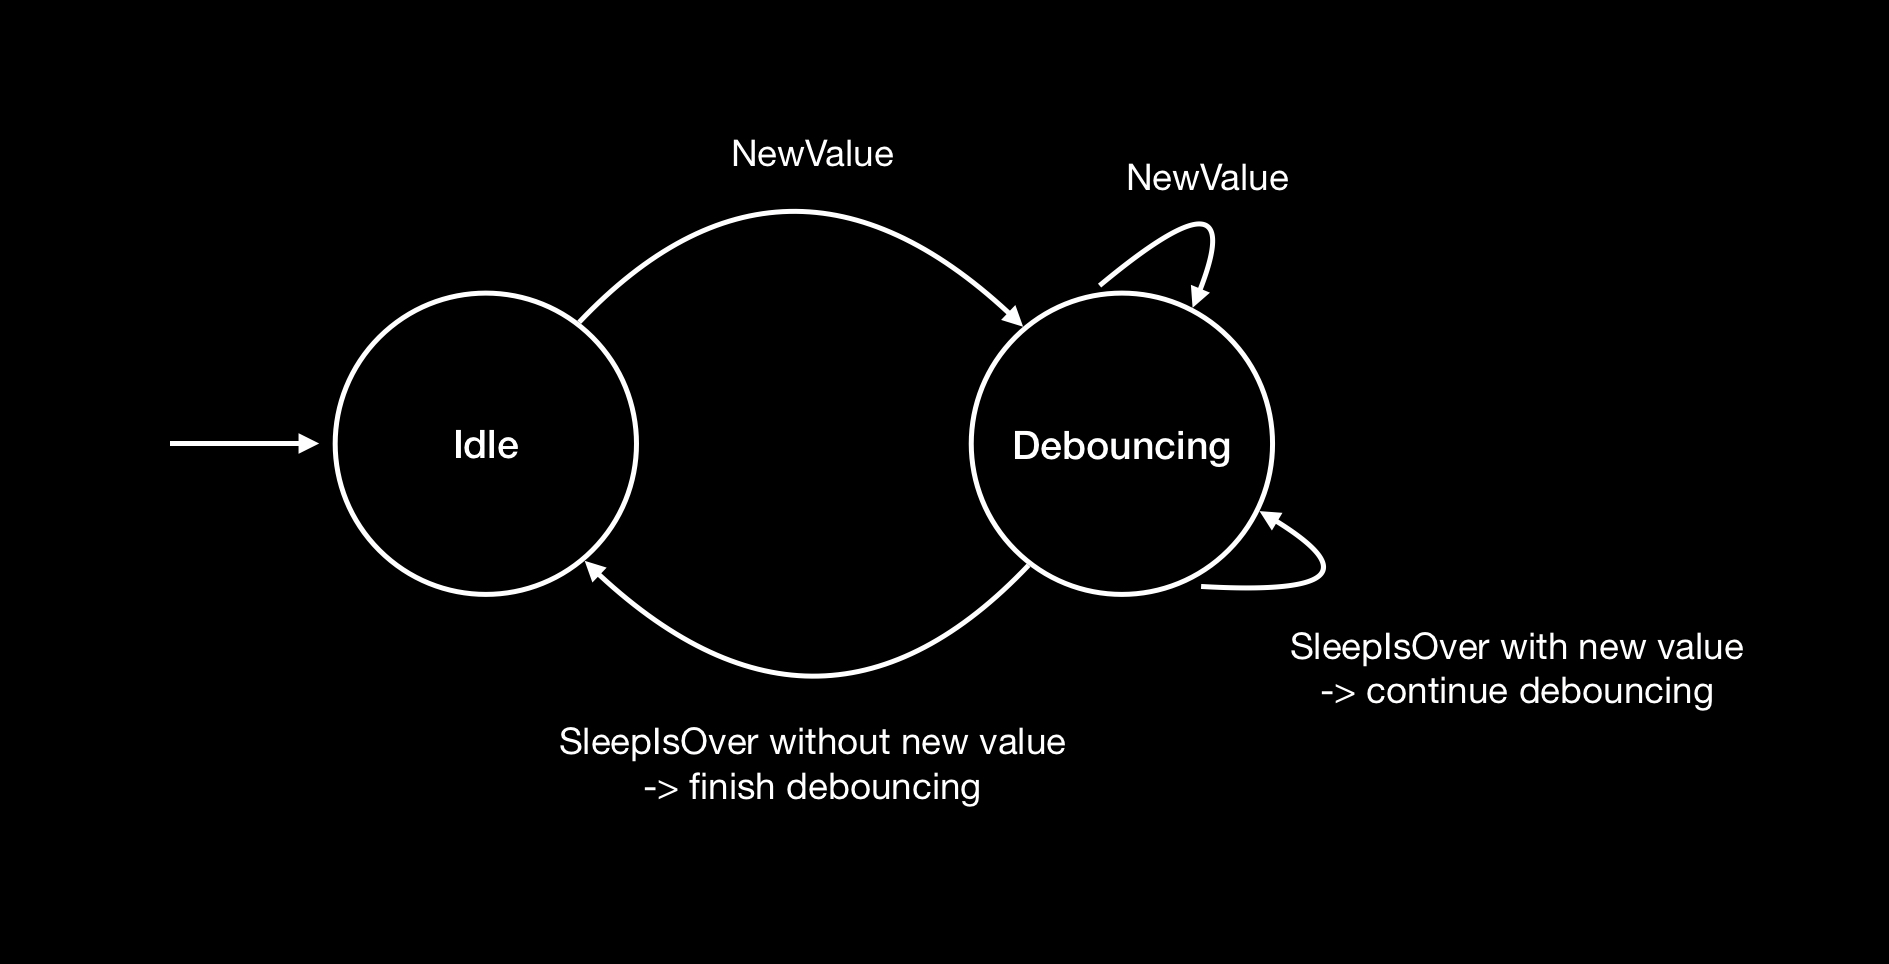 NewValue
NewValue
Idle
Debouncing
SleepIsOver with new value
-> continue debouncing
SleepIsOver without new value
-> finish debouncing